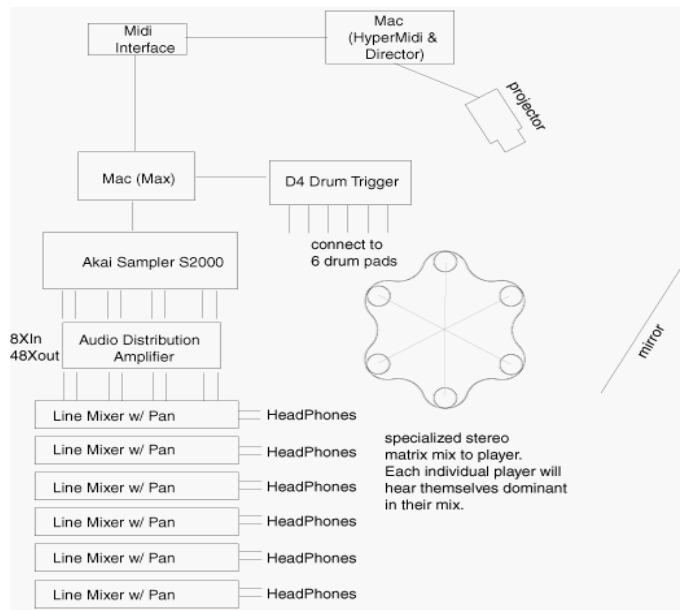 Midi
Interface
Mac
(HyperMidi &
Director)
projector
Mac (Max)
D4 Drum Trigger
connect to
6 drum pads
Akai Sampler S2000
8XIn
48Xout
Audio Distribution
Amplifier
mirror
Line Mixer w/ Pan
HeadPhones
Line Mixer w/ Pan
HeadPhones
Line Mixer w/ Pan
HeadPhones
Line Mixer w/ Pan
HeadPhones
Line Mixer w/ Pan
HeadPhones
Line Mixer w/ Pan
HeadPhones
specialized stereo
matrix mix to player.
Each individual player will
hear themselves dominant
in their mix.